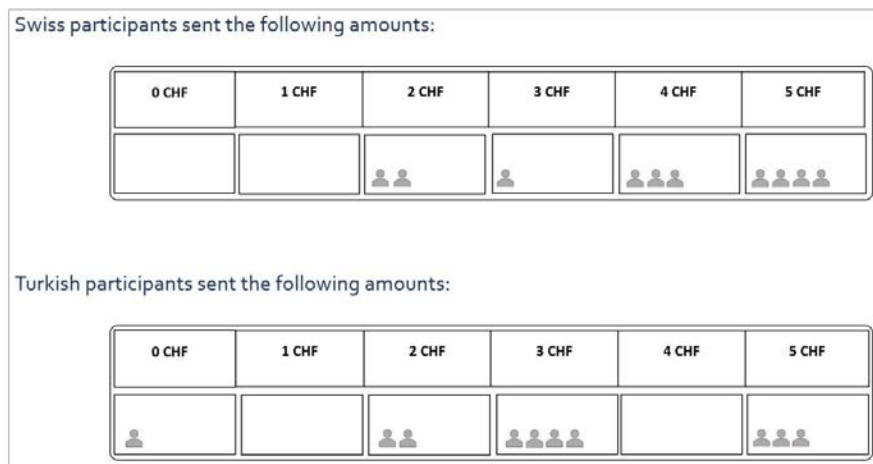 Swiss participants sent the following amounts:
0 CHF 1 CHF 2 CHF 3 CHF 4 CHF 5 CHF
Turkish participants sent the following amounts:
0 CHF 1 CHF 2 CHF 3 CHF 4 CHF 5 CHF